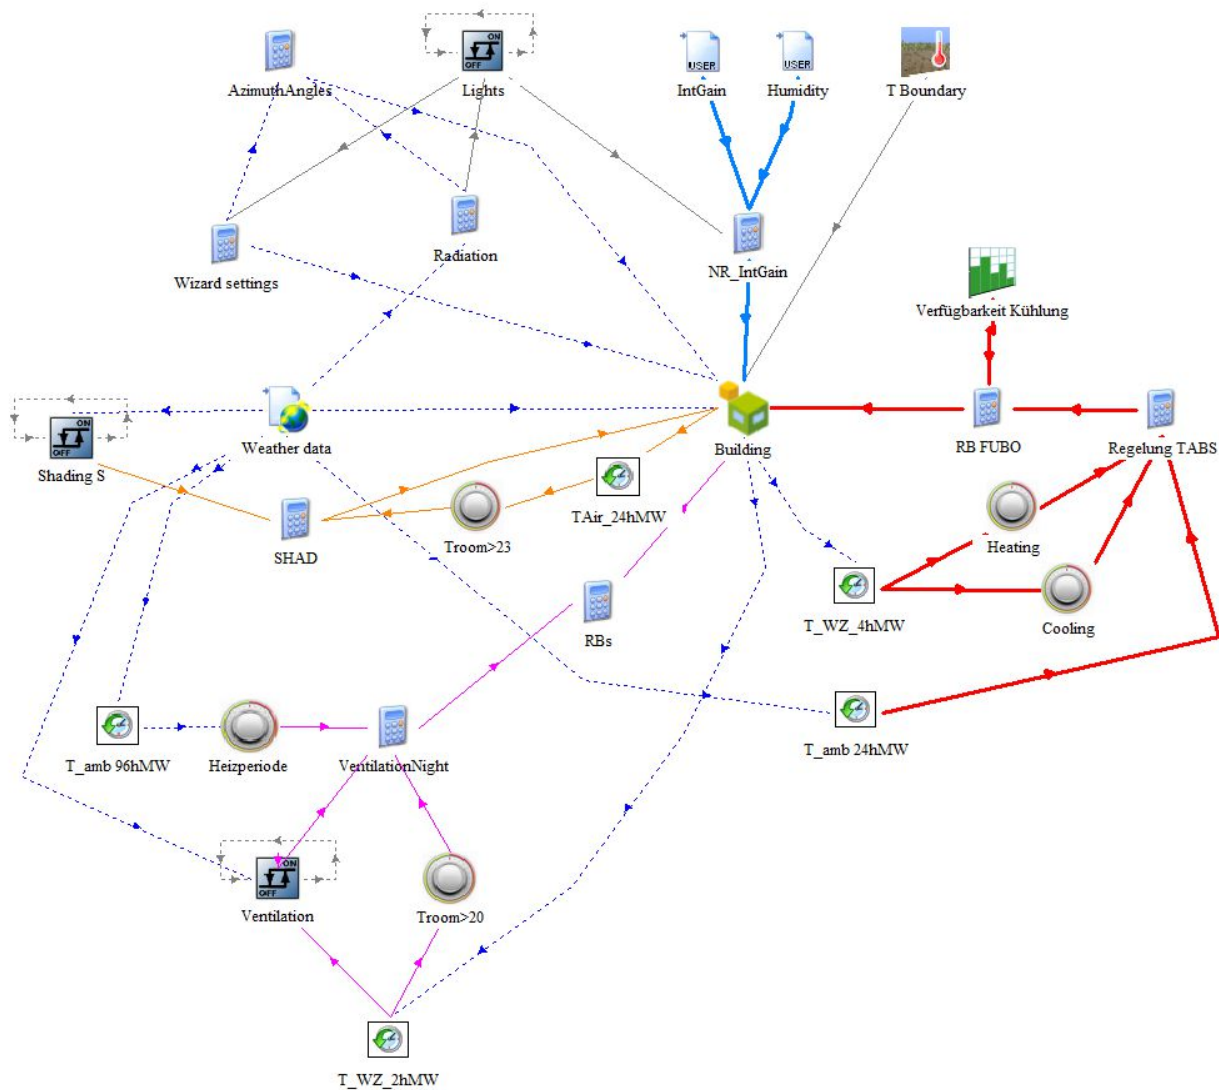 ON
OFF
USER
USER
AzimuthAngles
Lights
IntGain
Humidity
T Boundary
Wizard settings
Radiation
NR_IntGain
Verfügbarkeit Kühlung
ON
OFF
Shading S
Weather data
Building
RB FUBO
Regelung TABS
SHAD
Troom>23
TAir_24hMW
Heating
RBs
T_WZ_4hMW
Cooling
T_amb 96hMW
Heizperiode
VentilationNight
T_amb 24hMW
ON
OFF
Ventilation
Troom>20
T_WZ_2hMW